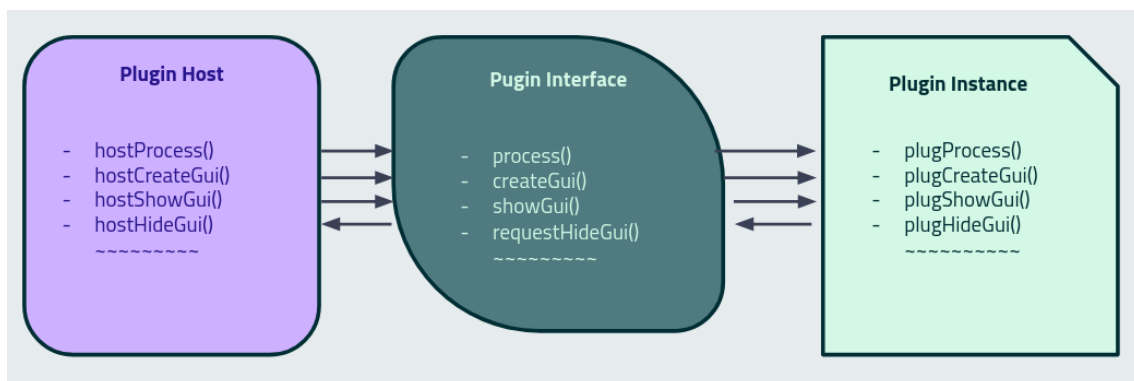 Plugin Host
- hostProcess()
- hostCreateGui()
- hostShowGui()
- hostHideGui()
~~~~~~~~~
Pugin Interface
- process()
- createGui()
- showGui()
- requestHideGui()
~~~~~~~~~
Plugin Instance
- plugProcess()
- plugCreateGui()
- plugShowGui()
- plugHideGui()
~~~~~~~~~~